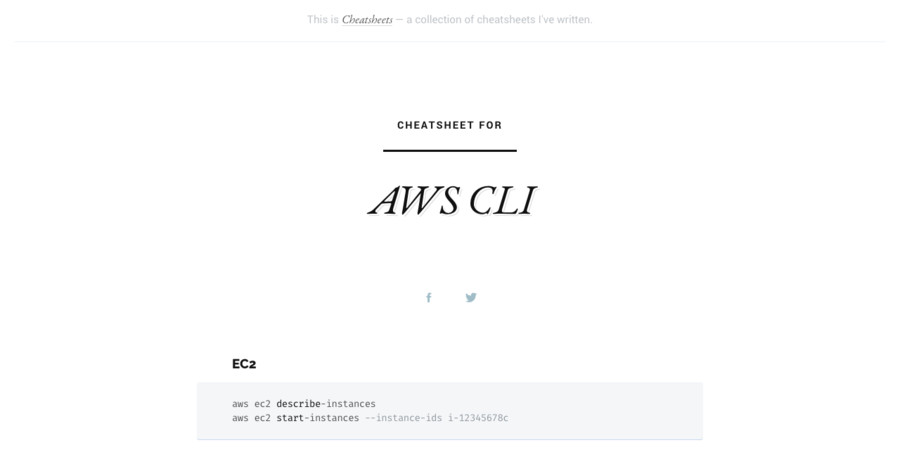 This is Cheatsheets — a collection of cheatsheets I've written.
CHEATSHEET FOR
AWS CLI
EC2
aws ec2 describe-instances
aws ec2 start-instances --instance-ids i-12345678c